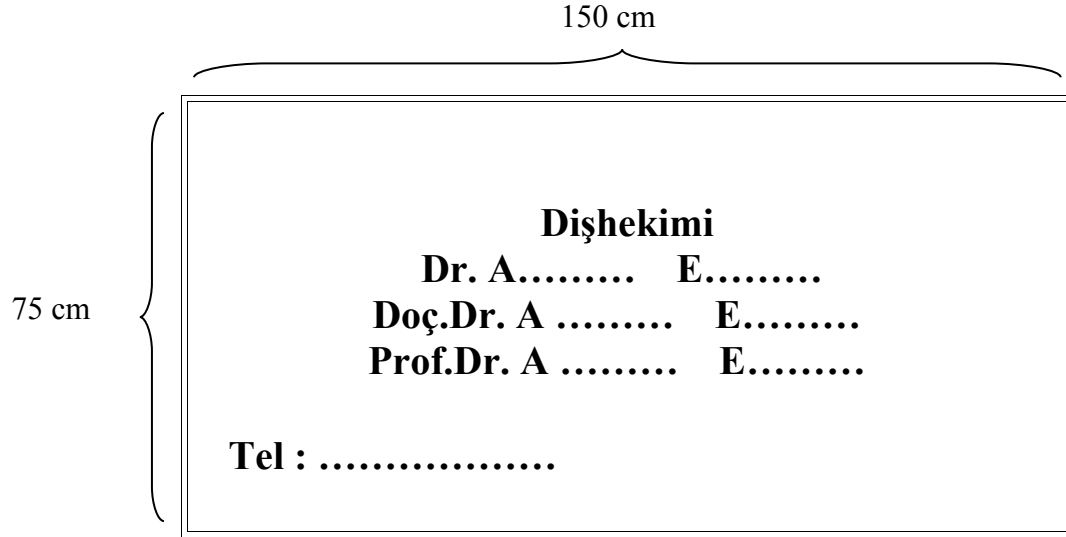 150 cm
Dişhekimi
Dr. A......... E.........
75 cm
Doç.Dr. A ......... E.........
Prof.Dr. A ......... E.........
Tel : ..................